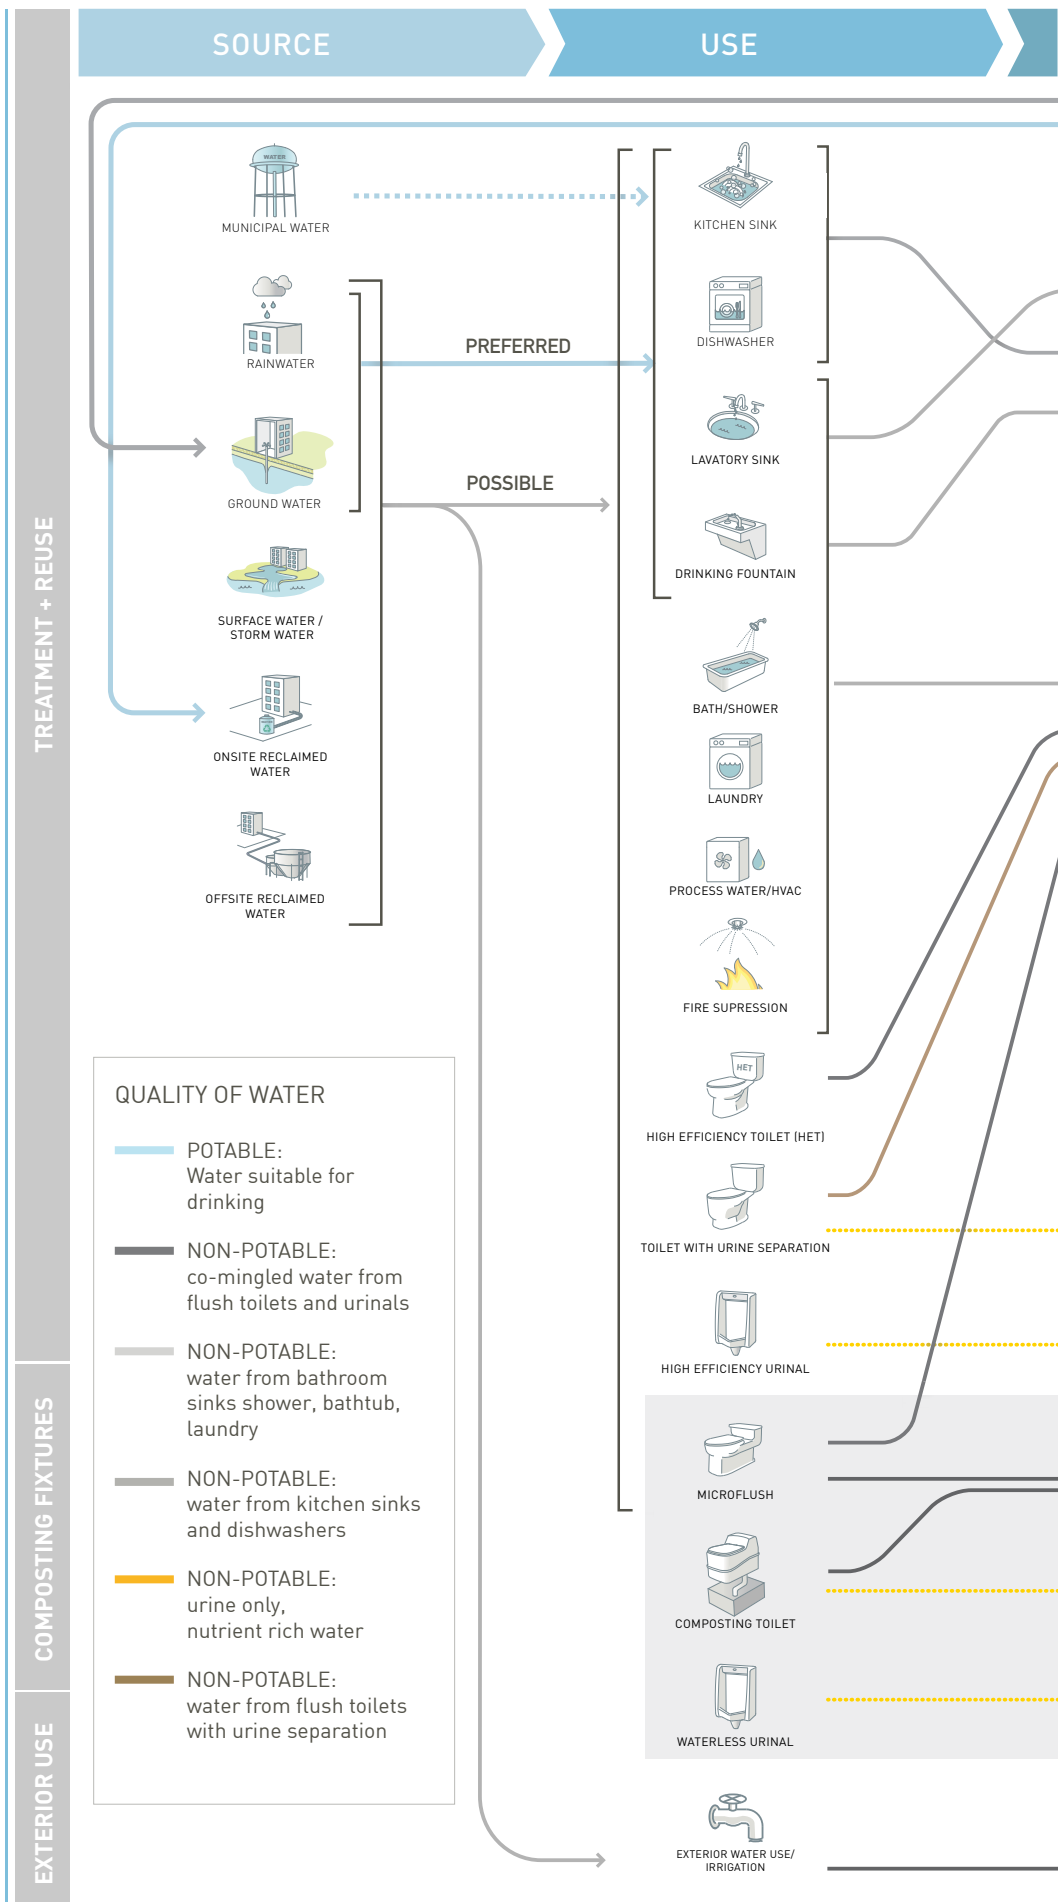 SOURCE
USE
TREATMENT + REUSE
COMPOSTING FIXTURES
EXTERIOR USE
WATER
MUNICIPAL WATER
RAINWATER
GROUND WATER
SURFACE WATER /
STORM WATER
ONSITE RECLAIMED
WATER
OFFSITE RECLAIMED
WATER
PREFERRED
POSSIBLE
KITCHEN SINK
DISHWASHER
LAVATORY SINK
DRINKING FOUNTAIN
BATH/SHOWER
LAUNDRY
PROCESS WATER/HVAC
FIRE SUPRESSION
HET
HIGH EFFICIENCY TOILET (HET)
TOILET WITH URINE SEPARATION
HIGH EFFICIENCY URINAL
MICROFLUSH
COMPOSTING TOILET
WATERLESS URINAL
EXTERIOR WATER USE/
IRRIGATION
QUALITY OF WATER
POTABLE:
Water suitable for
drinking
NON-POTABLE:
co-mingled water from
flush toilets and urinals
NON-POTABLE:
water from bathroom
sinks shower, bathtub,
laundry
NON-POTABLE:
water from kitchen sinks
and dishwashers
NON-POTABLE:
urine only,
nutrient rich water
NON-POTABLE:
water from flush toilets
with urine separation